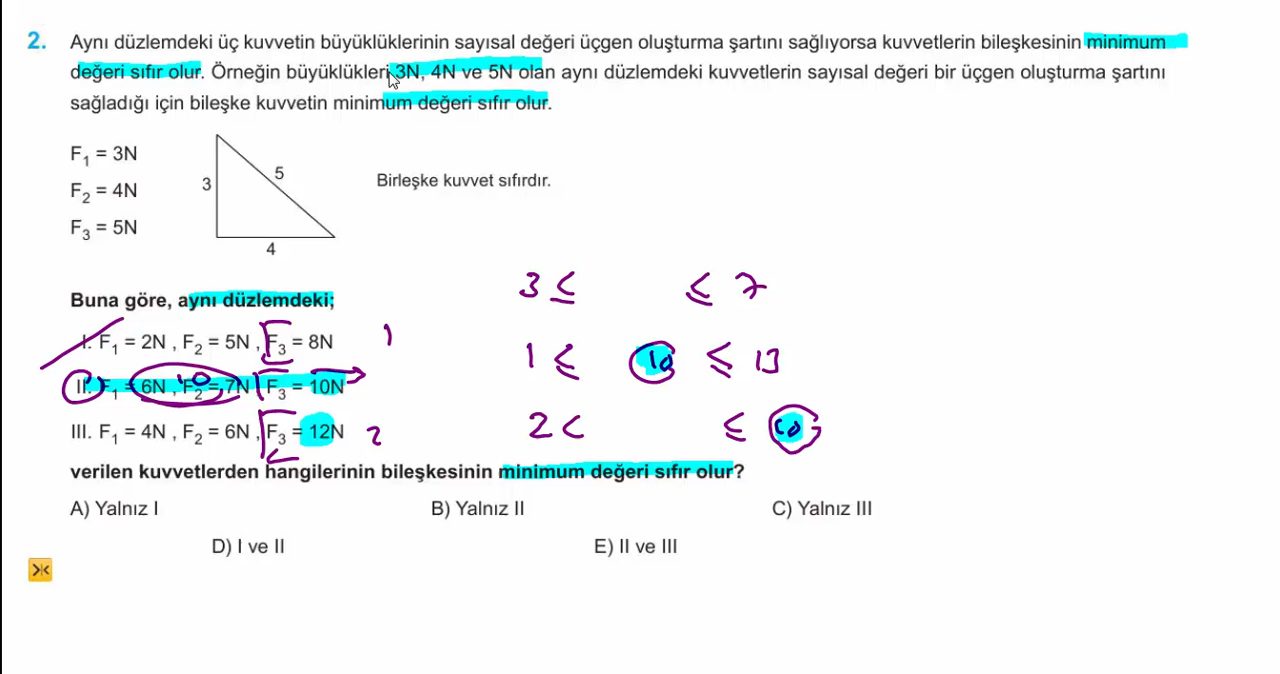 2. Aynı düzlemdeki üç kuvvetin büyüklüklerinin sayısal değeri üçgen oluşturma şartını sağlıyorsa kuvvetlerin bileşkesinin minimum
değeri sıfır olur. Örneğin büyüklükleri 3N, 4N ve 5N olan aynı düzlemdeki kuvvetlerin sayısal değerleri bir üçgen oluşturma şartını
sağladığı için bileşke kuvvetin minimum değeri sıfır olur.
F₁ = 3N
F₂ = 4N
F₃ = 5N
3
5
4
Birleşke kuvvet sıfırdır.
3 ≤ ≤ 7
Buna göre, aynı düzlemdeki;
I. F₁ = 2N , F₂ = 5N , F₃ = 8N 1
1 ≤ 10 ≤ 13
II. F₁ = 6N , F₂ = 7N , F₃ = 10N
III. F₁ = 4N , F₂ = 6N , F₃ = 12N 2
2 < ≤ 10
verilen kuvvetlerden hangilerinin bileşkesinin minimum değeri sıfır olur?
A) Yalnız I B) Yalnız II C) Yalnız III
D) I ve II E) II ve III